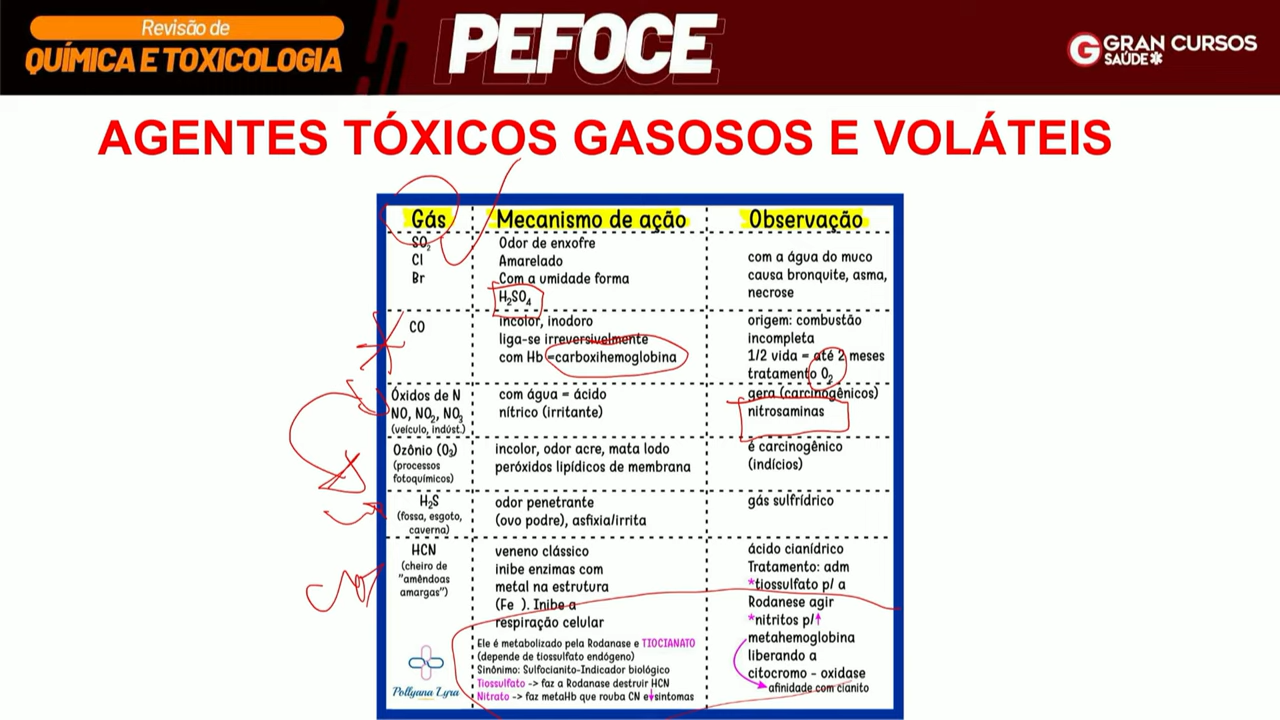 Revisão de
QUÍMICA E TOXICOLOGIA
PEFOCE
GRAN CURSOS
SAÚDE
AGENTES TÓXICOS GASOSOS E VOLÁTEIS
Gás
SO₂
Cl
Br
Mecanismo de ação
Odor de enxofre
Amarelado
Com a umidade forma
H₂SO₄
Observação
com a água do muco
causa bronquite, asma,
necrose
CO
incolor, inodoro
liga-se irreversivelmente
com Hb =carboxihemoglobina
origem: combustão
incompleta
1/2 vida = até 2 meses
tratamento O₂
Óxidos de N
NO, NO₂, NO₃
(veículo, indúst.)
com água = ácido
nítrico (irritante)
gera (carcinogênicos)
nitrosaminas
Ozônio (O₃)
(processos
fotoquímicos)
incolor, odor acre, mata lodo
peróxidos lipídicos de membrana
é carcinogênico
(indícios)
H₂S
(fossa, esgoto,
caverna)
odor penetrante
(ovo podre), asfixia/irrita
gás sulfrídrico
HCN
(cheiro de
"amêndoas
amargas")
veneno clássico
inibe enzimas com
metal na estrutura
(Fe ). Inibe a
respiração celular
Ele é metabolizado pela Rodanase e TIOCIANATO
(depende de tiossulfato endógeno)
Sinônimo: Sulfocianito-Indicador biológico
Tiossulfato -> faz a Rodanase destruir HCN
Nitrato -> faz metaHb que rouba CN e↓sintomas
ácido cianídrico
Tratamento: adm
*tiossulfato p/ a
Rodanese agir
*nitritos p/↑
metahemoglobina
liberando a
citocromo - oxidase
afinidade com cianito
Pollyana Lyra